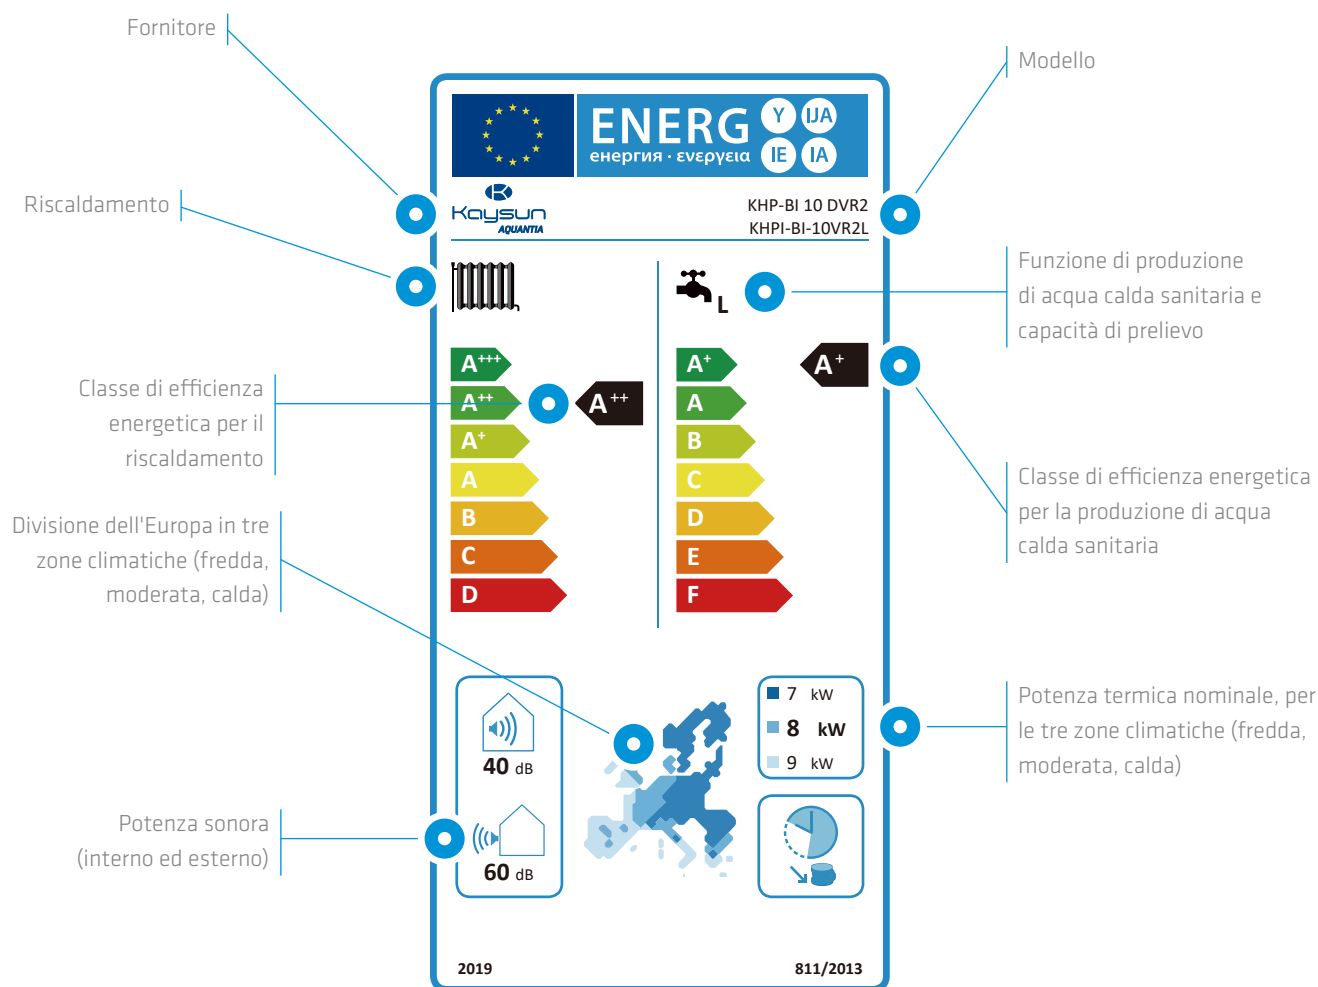 Fornitore
Modello
ENERG
енергия · ενεργεια
Y
IJA
IE
IA
Kaysun
AQUANTIA
KHP-BI 10 DVR2
KHPI-BI-10VR2L
Riscaldamento
L
Funzione di produzione
di acqua calda sanitaria e
capacità di prelievo
A+++
A++
A+
A
B
C
D
A++
A+
A
B
C
D
E
F
A+
Classe di efficienza
energetica per il
riscaldamento
Classe di efficienza energetica
per la produzione di acqua
calda sanitaria
Divisione dell'Europa in tre
zone climatiche (fredda,
moderata, calda)
40 dB
60 dB
7 kW
8 kW
9 kW
Potenza termica nominale, per
le tre zone climatiche (fredda,
moderata, calda)
Potenza sonora
(interno ed esterno)
2019
811/2013